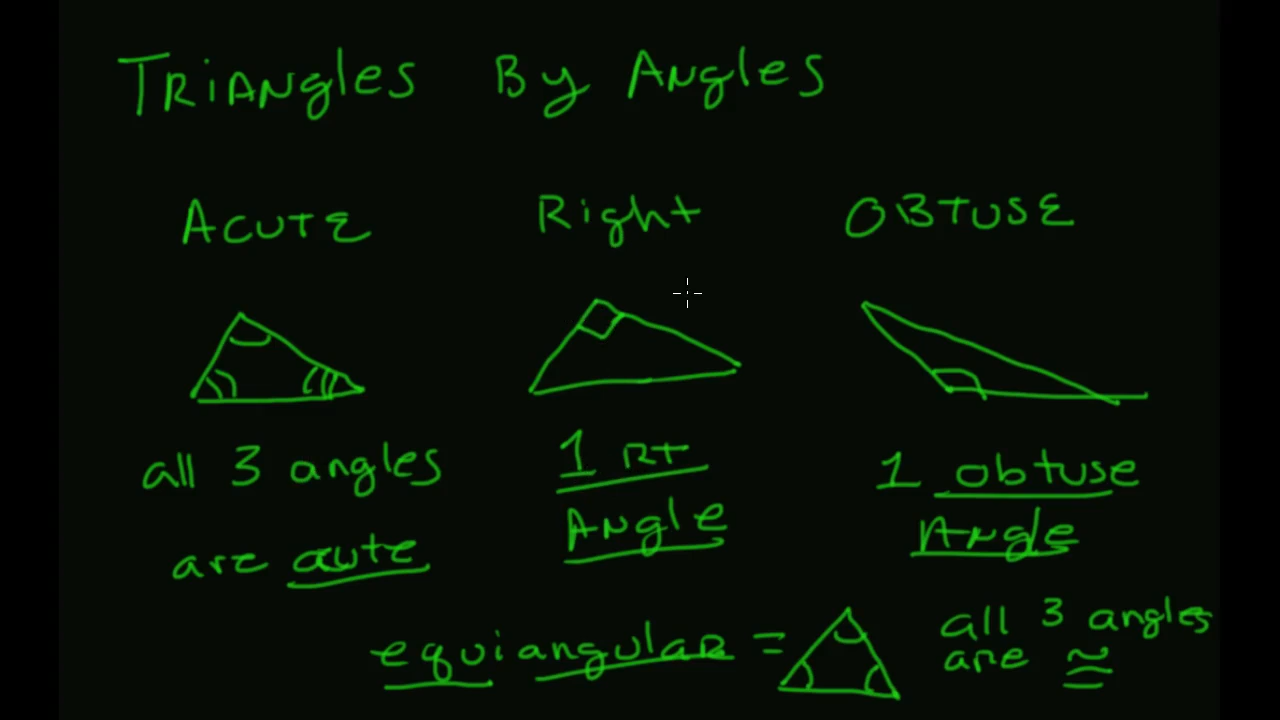 TRiANgleS By ANgleS
ACUTE Right OBTUSE
all 3 angles 1 RT 1 obtuse
are acute Angle ANgle
equiangulaR = all 3 angles
are ≅